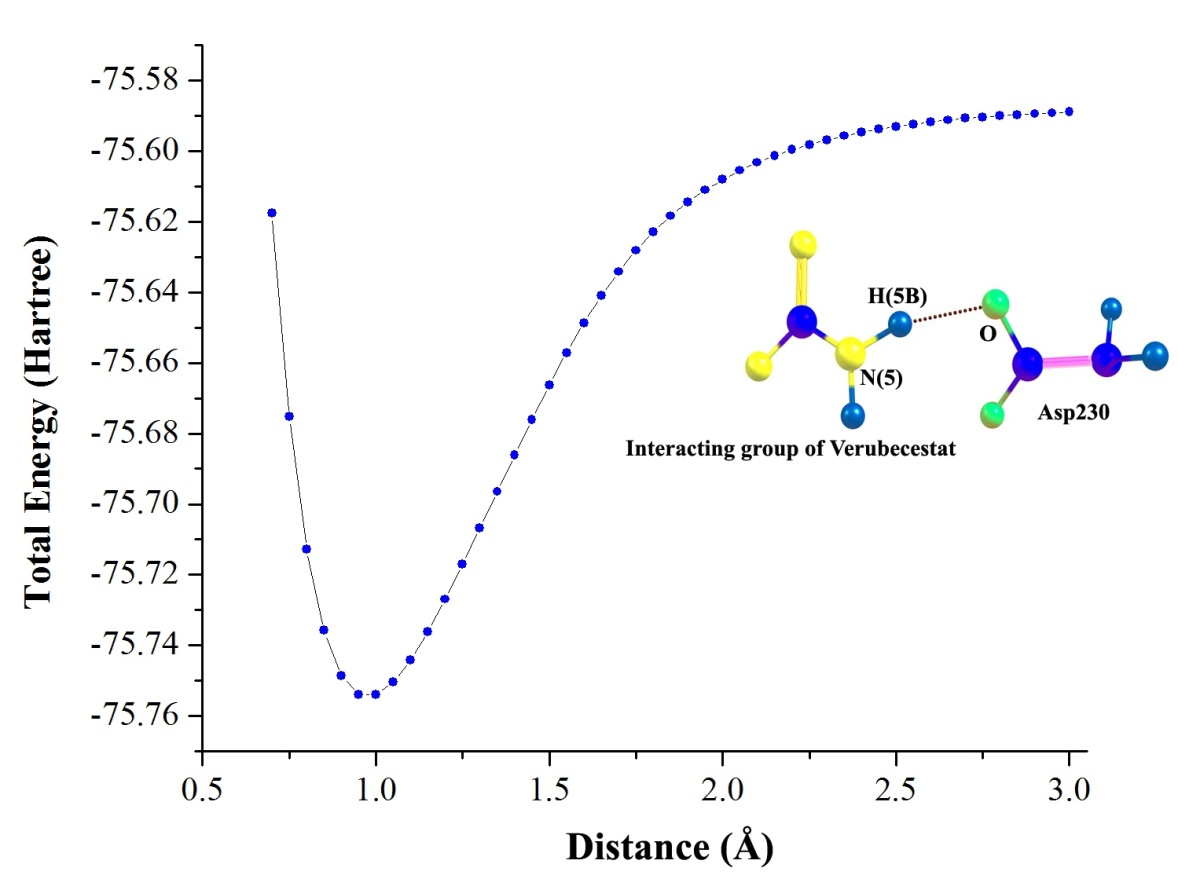 Total Energy (Hartree)
-75.58
-75.60
-75.62
-75.64
-75.66
-75.68
-75.70
-75.72
-75.74
-75.76
H(5B)
O
N(5)
Asp230
Interacting group of Verubecestat
0.5 1.0 1.5 2.0 2.5 3.0
Distance (Å)